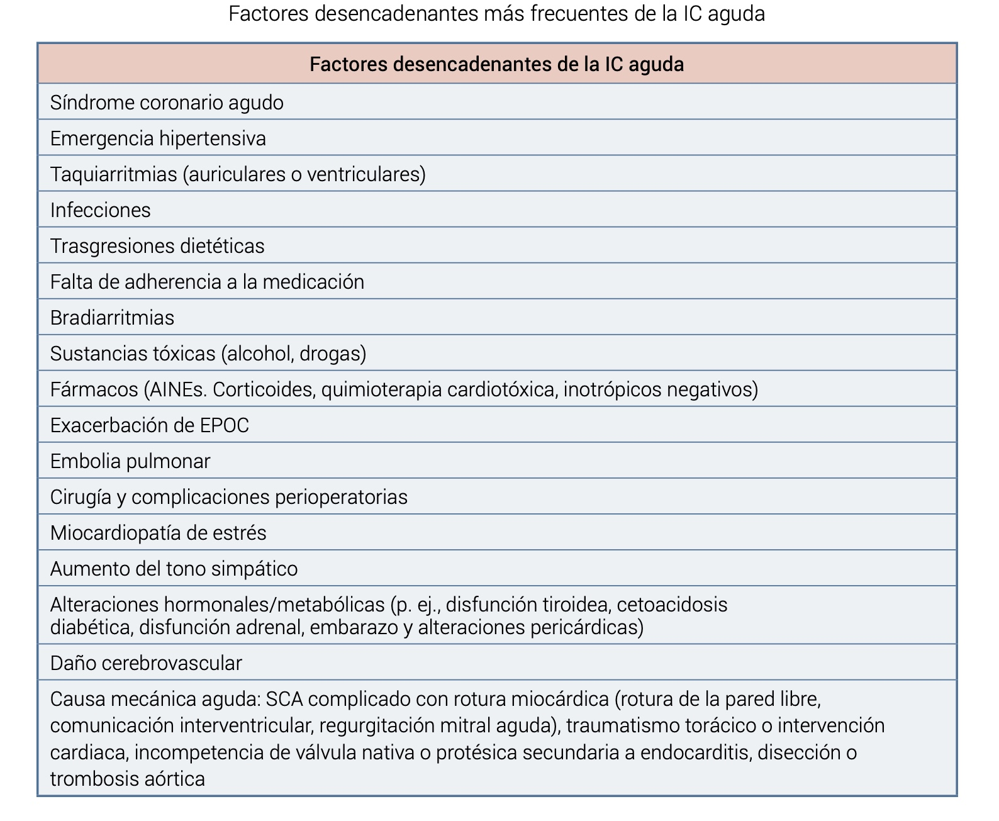 Factores desencadenantes más frecuentes de la IC aguda
Factores desencadenantes de la IC aguda
Síndrome coronario agudo
Emergencia hipertensiva
Taquiarritmias (auriculares o ventriculares)
Infecciones
Trasgresiones dietéticas
Falta de adherencia a la medicación
Bradiarritmias
Sustancias tóxicas (alcohol, drogas)
Fármacos (AINEs. Corticoides, quimioterapia cardiotóxica, inotrópicos negativos)
Exacerbación de EPOC
Embolia pulmonar
Cirugía y complicaciones perioperatorias
Miocardiopatía de estrés
Aumento del tono simpático
Alteraciones hormonales/metabólicas (p. ej., disfunción tiroidea, cetoacidosis
diabética, disfunción adrenal, embarazo y alteraciones pericárdicas)
Daño cerebrovascular
Causa mecánica aguda: SCA complicado con rotura miocárdica (rotura de la pared libre,
comunicación interventricular, regurgitación mitral aguda), traumatismo torácico o intervención
cardiaca, incompetencia de válvula nativa o protésica secundaria a endocarditis, disección o
trombosis aórtica